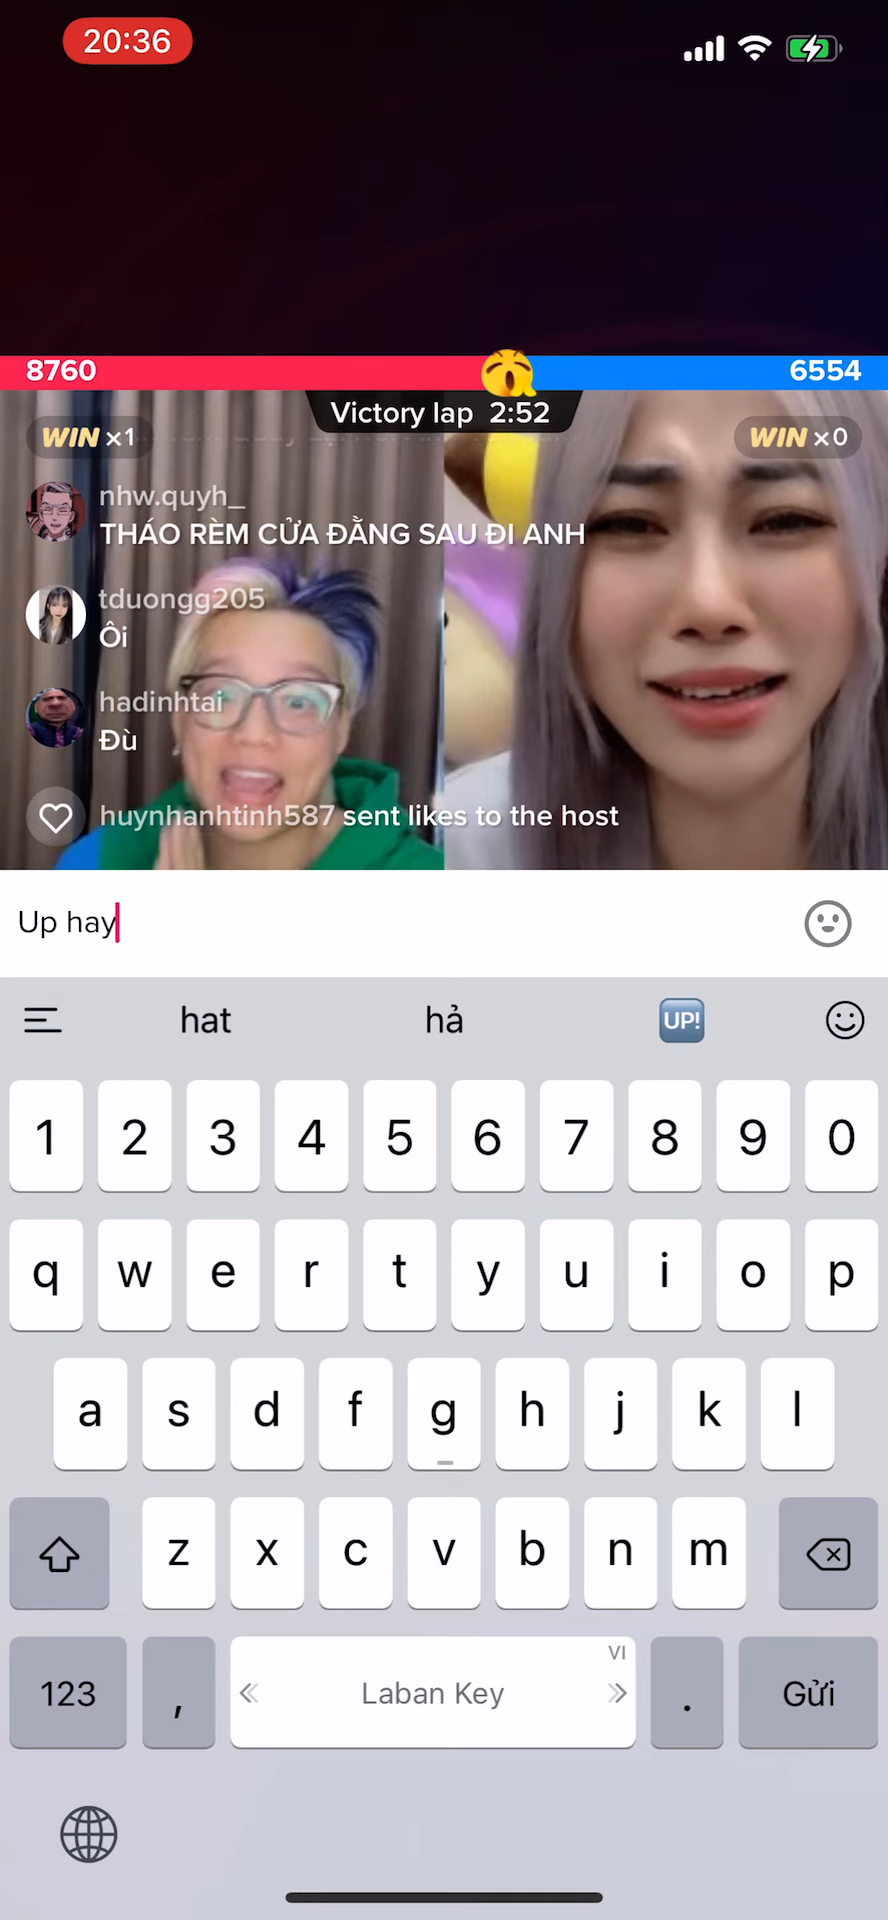 20:36
8760
6554
Victory lap 2:52
WIN x1
WIN x0
nhw.quyh_
THÁO RÈM CỬA ĐẰNG SAU ĐI ANH
tduongg205
Ôi
hadinhtai
Đù
huynhanhtinh587 sent likes to the host
Up hay
hat hả UP!
1 2 3 4 5 6 7 8 9 0
q w e r t y u i o p
a s d f g h j k l
z x c v b n m
VI
123 , Laban Key . Gửi